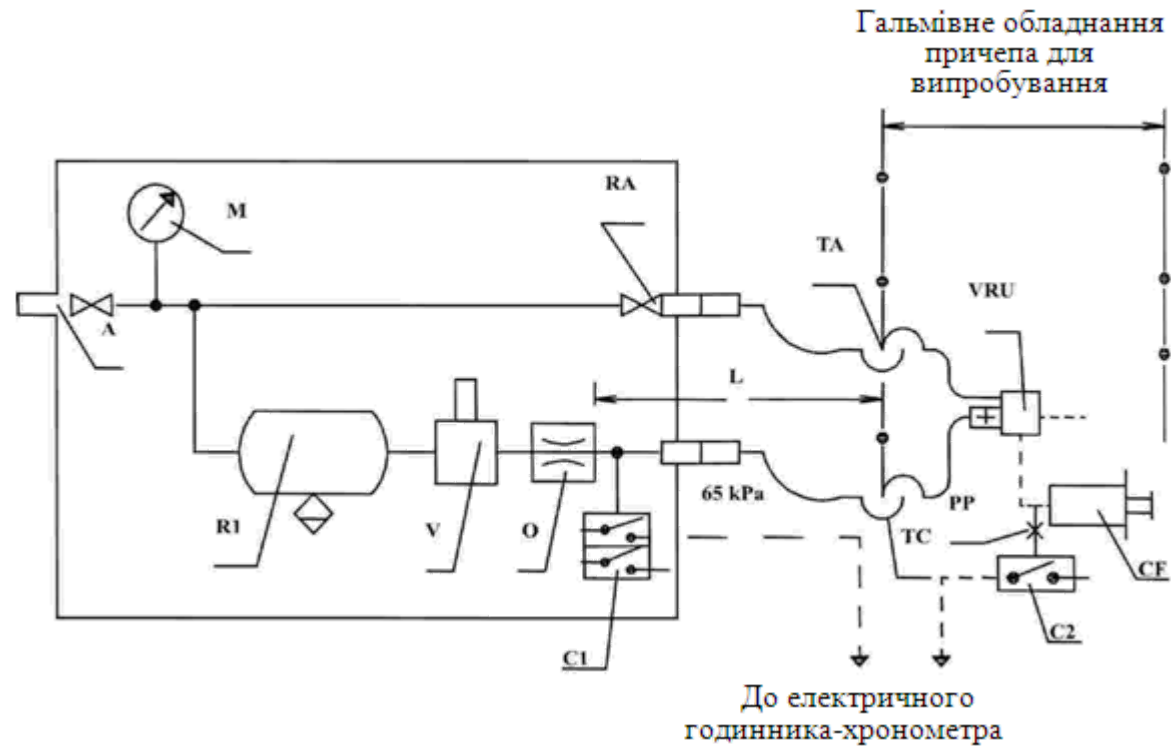 Гальмівне обладнання
причепа для
випробування
M
RA
TA
VRU
A
L
R1
V
O
65 kPa
PP
TC
CF
C1
C2
До електричного
годинника-хронометра